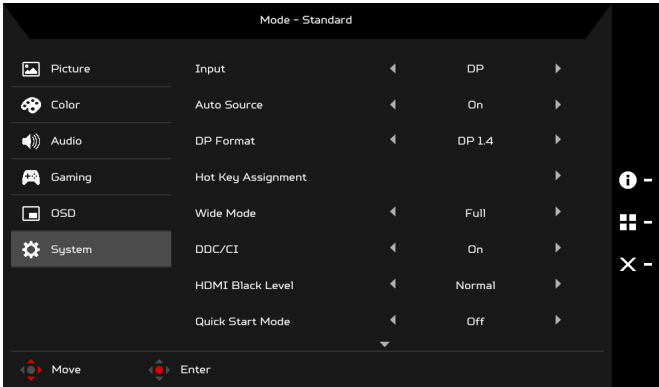 Mode - Standard
Picture
Input DP
Color
Auto Source On
Audio
DP Format DP 1.4
Gaming
Hot Key Assignment
OSD
Wide Mode Full
System
DDC/CI On
HDMI Black Level Normal
Quick Start Mode Off
Move Enter